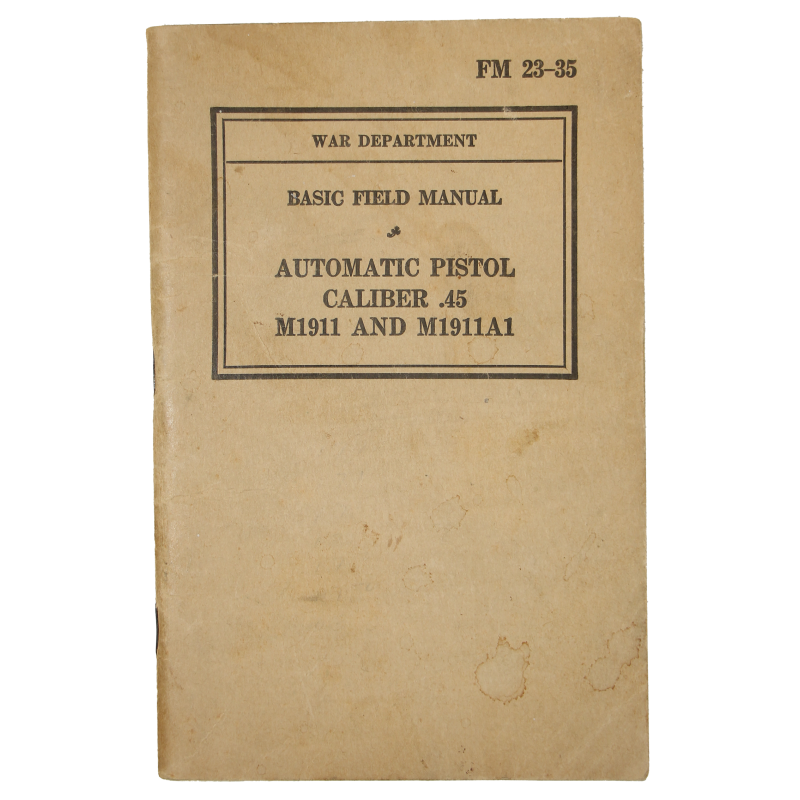 FM 23–35
WAR DEPARTMENT
BASIC FIELD MANUAL
AUTOMATIC PISTOL
CALIBER .45
M1911 AND M1911A1